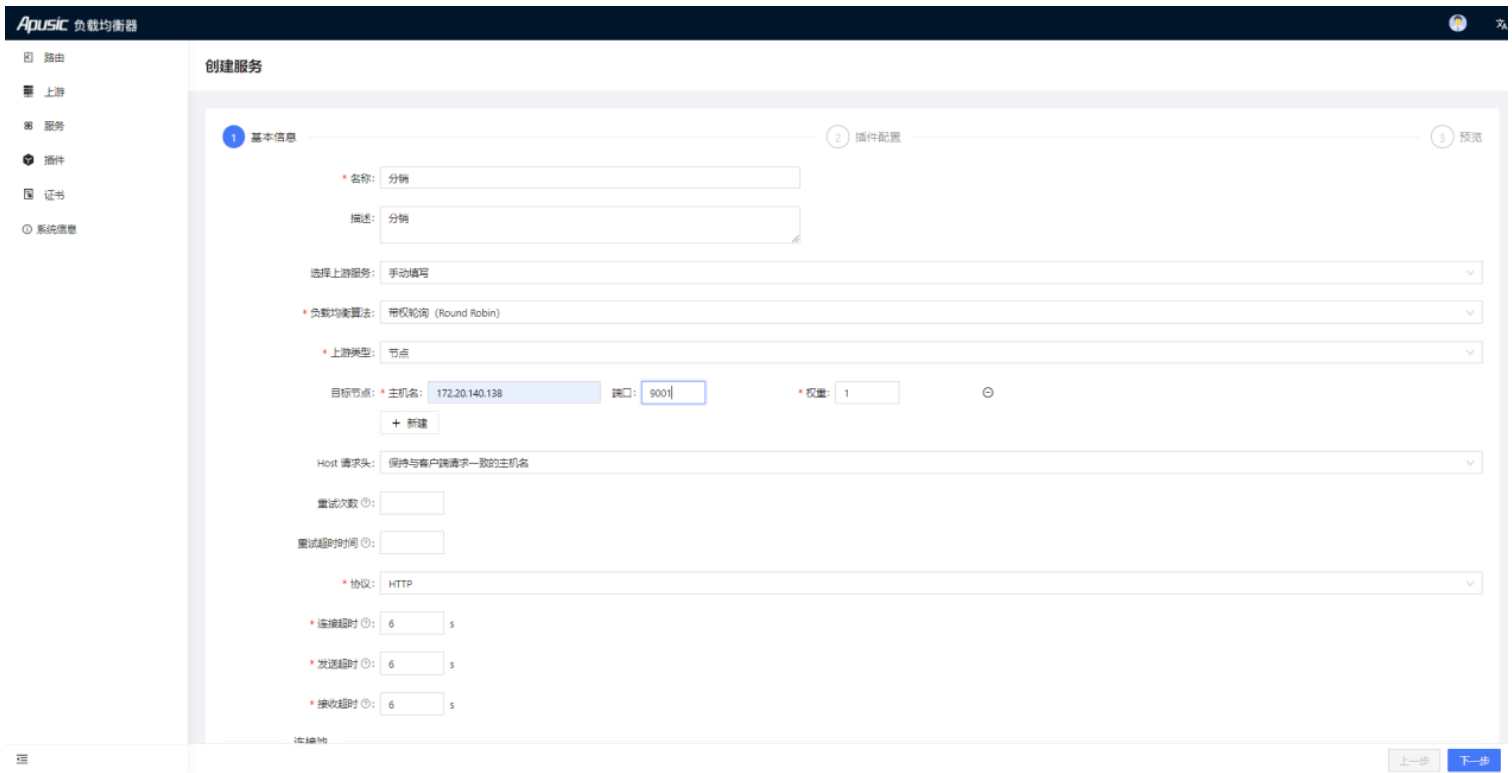 Apusic 负载均衡器
路由
上游
服务
插件
证书
系统信息
创建服务
1 基本信息
2 插件配置
3 预览
* 名称: 分销
描述: 分销
选择上游服务: 手动填写
* 负载均衡算法: 带权轮询 (Round Robin)
* 上游类型: 节点
目标节点: * 主机名: 172.20.140.138 端口: 9001 * 权重: 1
+ 新建
Host 请求头: 保持与客户端请求一致的主机名
重试次数 ?:
重试超时时间 ?:
* 协议: HTTP
* 连接超时 ?: 6 s
* 发送超时 ?: 6 s
* 接收超时 ?: 6 s
连接池
上一步 下一步